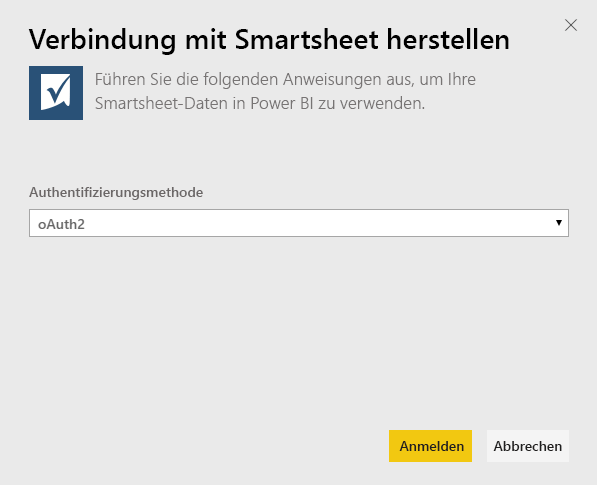 Verbindung mit Smartsheet herstellen
Führen Sie die folgenden Anweisungen aus, um Ihre
Smartsheet-Daten in Power BI zu verwenden.
Authentifizierungsmethode
oAuth2
Anmelden
Abbrechen